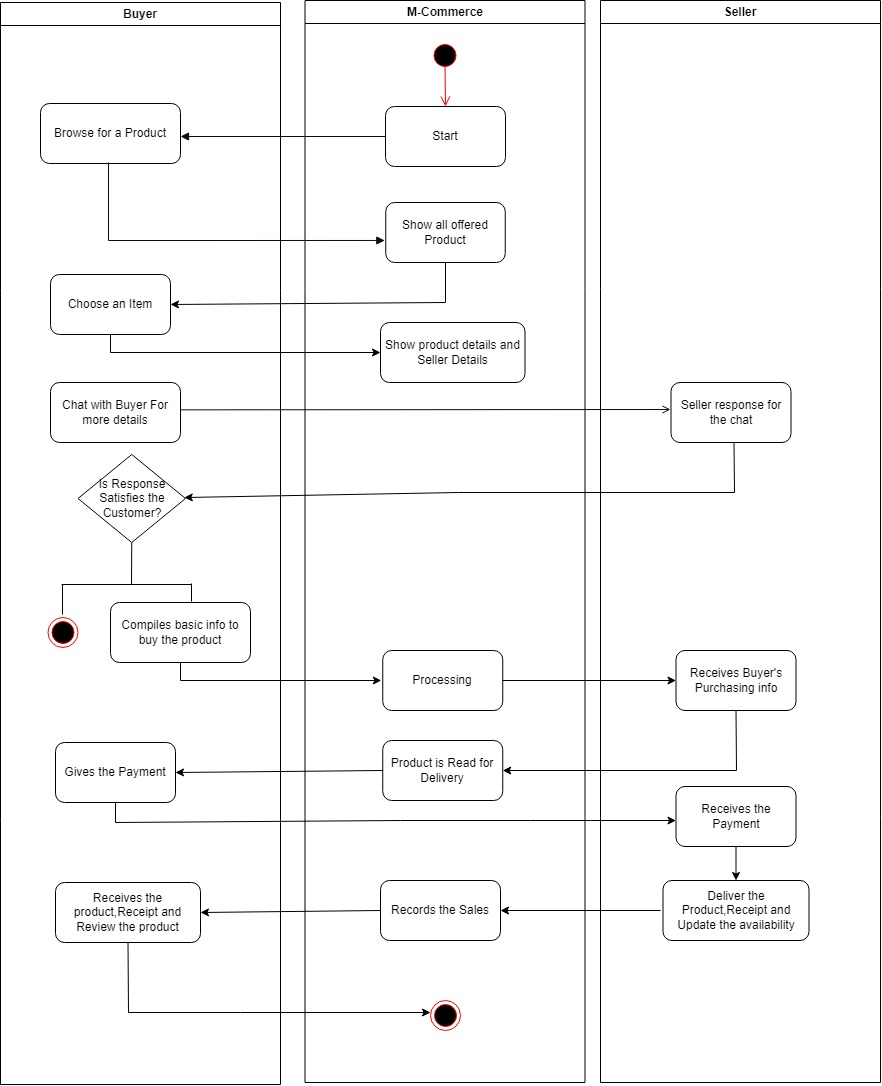 Buyer
M-Commerce
Seller
Start
Browse for a Product
Show all offered
Product
Choose an Item
Show product details and
Seller Details
Chat with Buyer For
more details
Seller response for
the chat
Is Response
Satisfies the
Customer?
Compiles basic info to
buy the product
Processing
Receives Buyer's
Purchasing info
Product is Read for
Delivery
Gives the Payment
Receives the
Payment
Deliver the
Product,Receipt and
Update the availability
Records the Sales
Receives the
product,Receipt and
Review the product